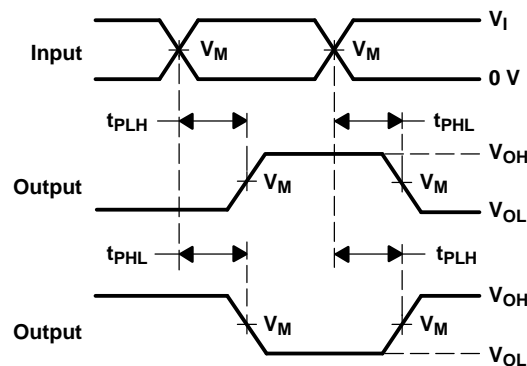 V_I
Input V_M V_M
0 V
t_PLH t_PHL
V_OH
Output V_M V_M
V_OL
t_PHL t_PLH
V_OH
Output V_M V_M
V_OL